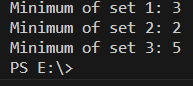 Minimum of set 1: 3
Minimum of set 2: 2
Minimum of set 3: 5
PS E:\>